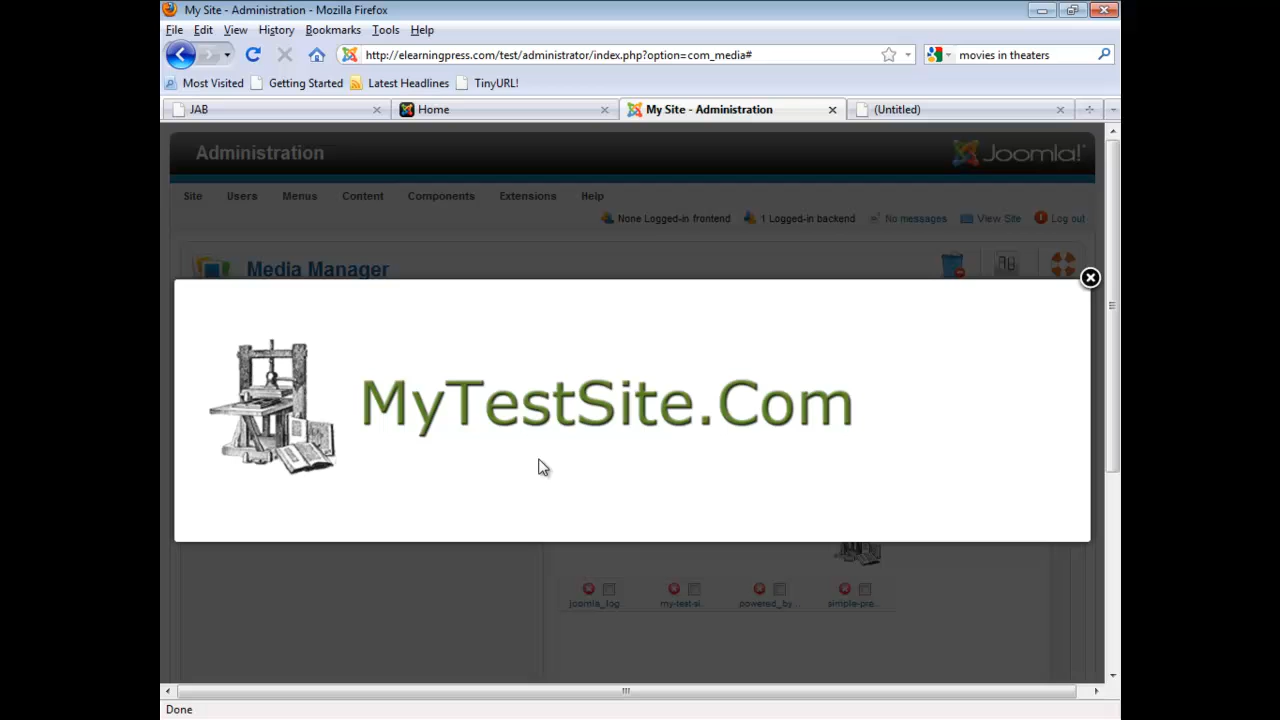 My Site - Administration - Mozilla Firefox
File Edit View History Bookmarks Tools Help
http://elearningpress.com/test/administrator/index.php?option=com_media#
movies in theaters
Most Visited Getting Started Latest Headlines TinyURL!
JAB Home My Site - Administration (Untitled)
Administration Joomla!
Site Users Menus Content Components Extensions Help
None Logged-in frontend 1 Logged-in backend No messages View Site Log out
Media Manager
MyTestSite.Com
joomla_log my-test-si.. powered_by... simple-pra...
Done